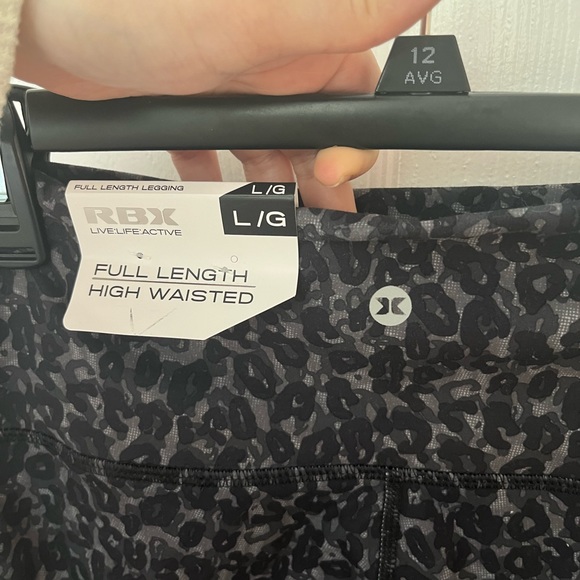 12
AVG
FULL LENGTH LEGGING L/G
RBX L/G
LIVE:LIFE:ACTIVE
FULL LENGTH
HIGH WAISTED